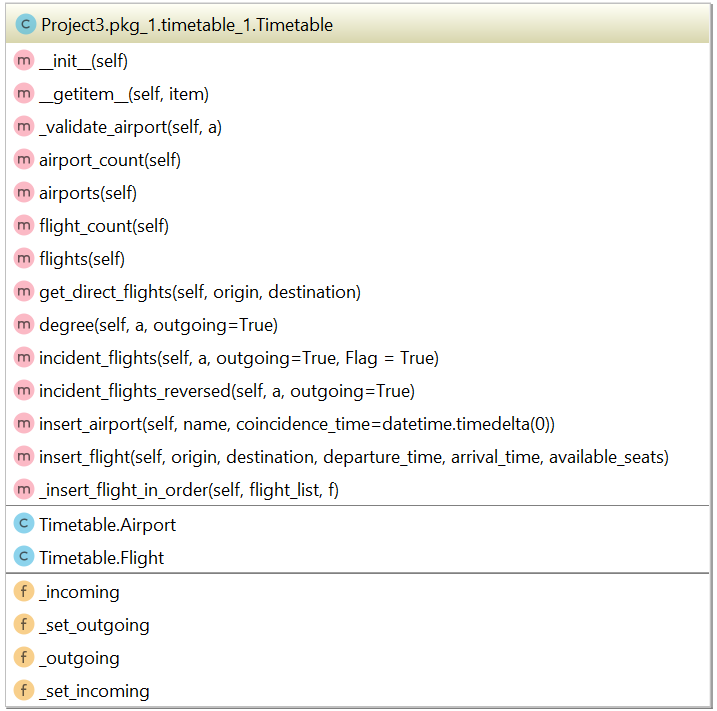 C Project3.pkg_1.timetable_1.Timetable
m __init__(self)
m __getitem__(self, item)
m _validate_airport(self, a)
m airport_count(self)
m airports(self)
m flight_count(self)
m flights(self)
m get_direct_flights(self, origin, destination)
m degree(self, a, outgoing=True)
m incident_flights(self, a, outgoing=True, Flag = True)
m incident_flights_reversed(self, a, outgoing=True)
m insert_airport(self, name, coincidence_time=datetime.timedelta(0))
m insert_flight(self, origin, destination, departure_time, arrival_time, available_seats)
m _insert_flight_in_order(self, flight_list, f)
C Timetable.Airport
C Timetable.Flight
f _incoming
f _set_outgoing
f _outgoing
f _set_incoming